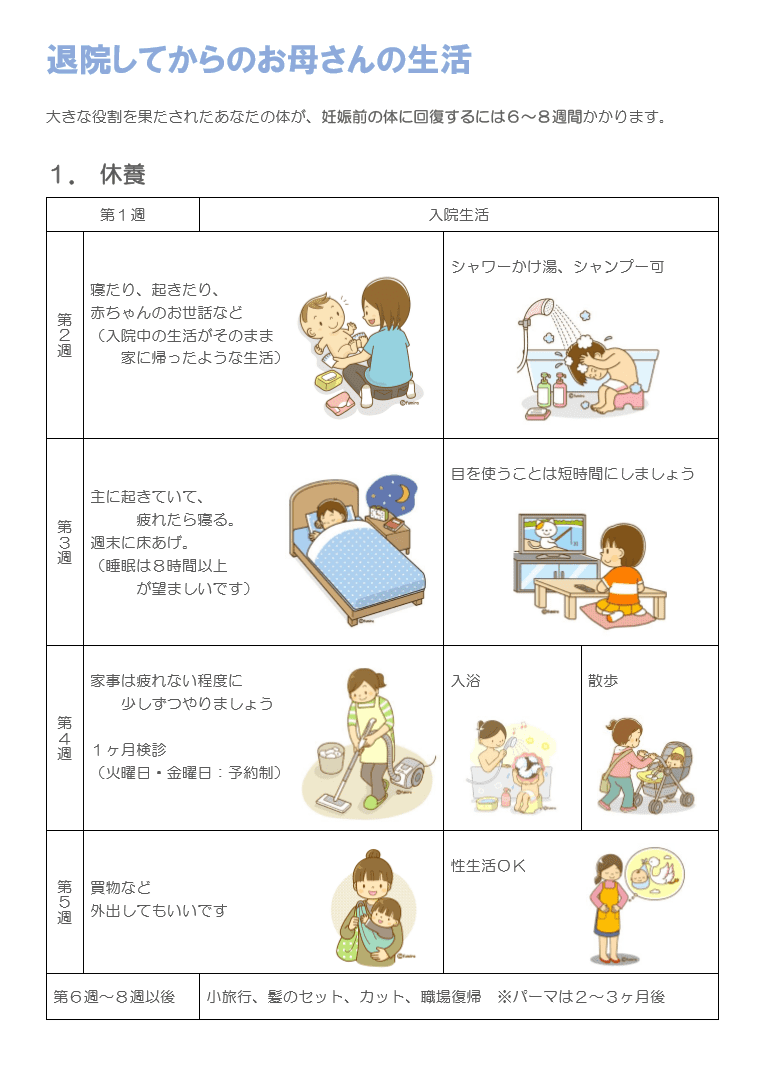 退院してからのお母さんの生活
大きな役割を果たされたあなたの体が、妊娠前の体に回復するには６～８週間かかります。
１． 休養
第１週
入院生活
第２週
寝たり、起きたり、
赤ちゃんのお世話など
（入院中の生活がそのまま
家に帰ったような生活）
シャワーかけ湯、シャンプー可
第３週
主に起きていて、
疲れたら寝る。
週末に床あげ。
（睡眠は８時間以上
が望ましいです）
目を使うことは短時間にしましょう
第４週
家事は疲れない程度に
少しずつやりましょう
１ヶ月検診
（火曜日・金曜日：予約制）
入浴
散歩
第５週
買物など
外出してもいいです
性生活ＯＫ
第６週～８週以後
小旅行、髪のセット、カット、職場復帰　※パーマは２～３ヶ月後